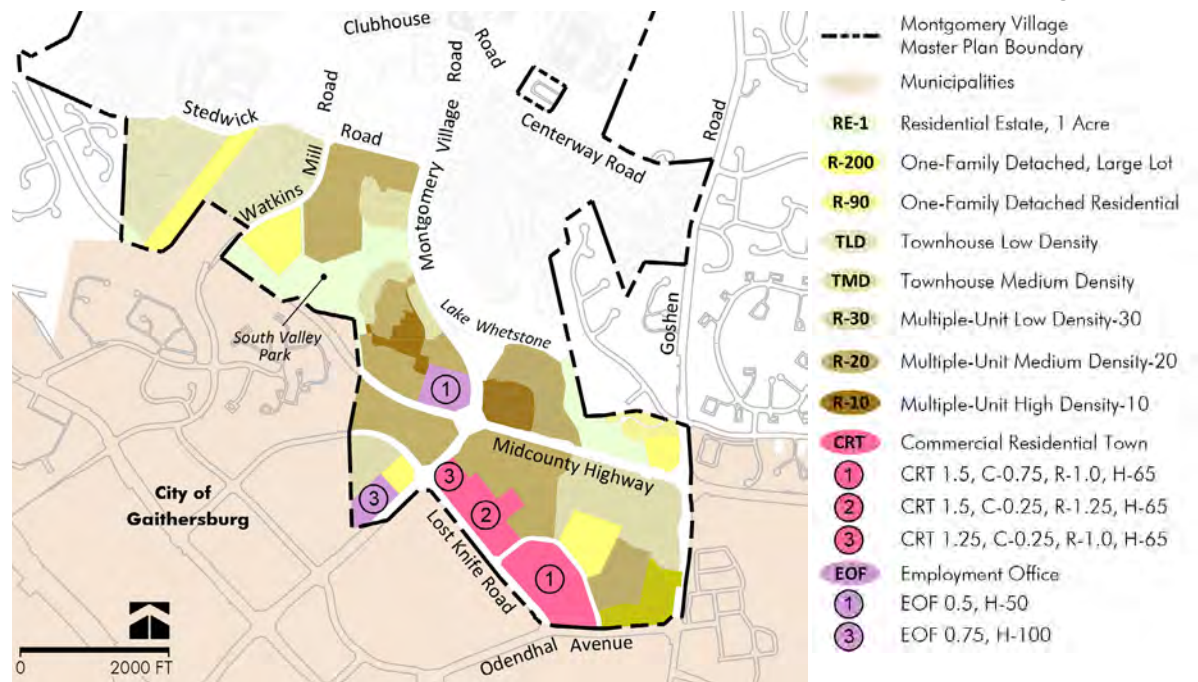 Clubhouse
Road
Stedwick
Road
Road
Montgomery Village Road
Centerway Road
Road
Watkins Mill
South Valley
Park
Lake Whetstone
Goshen
1
Midcounty Highway
3
3
2
City of
Gaithersburg
Lost Knife Road
1
Odendhal Avenue
0
2000 FT
Montgomery Village
Master Plan Boundary
Municipalities
RE-1 Residential Estate, 1 Acre
R-200 One-Family Detached, Large Lot
R-90 One-Family Detached Residential
TLD Townhouse Low Density
TMD Townhouse Medium Density
R-30 Multiple-Unit Low Density-30
R-20 Multiple-Unit Medium Density-20
R-10 Multiple-Unit High Density-10
CRT Commercial Residential Town
1 CRT 1.5, C-0.75, R-1.0, H-65
2 CRT 1.5, C-0.25, R-1.25, H-65
3 CRT 1.25, C-0.25, R-1.0, H-65
EOF Employment Office
1 EOF 0.5, H-50
3 EOF 0.75, H-100